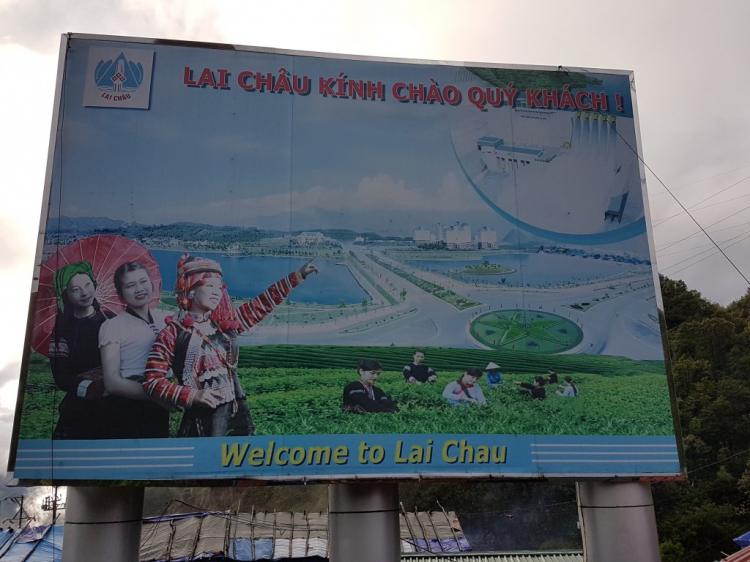 LAI CHÂU
LAI CHÂU KÍNH CHÀO QUÝ KHÁCH !
Welcome to Lai Chau